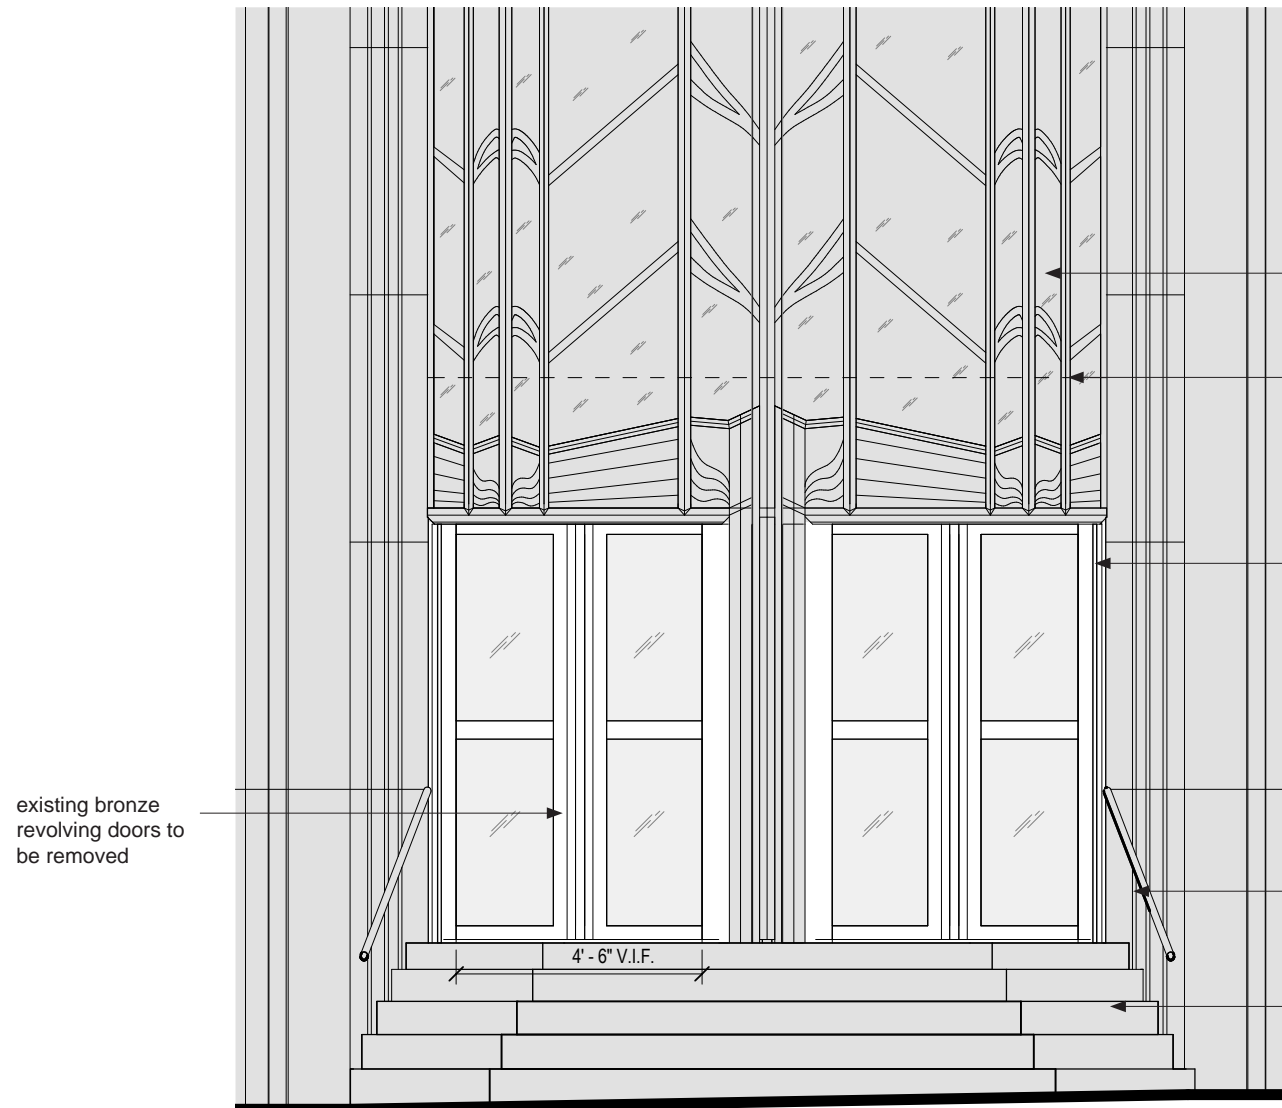 existing bronze
revolving doors to
be removed
4' - 6" V.I.F.